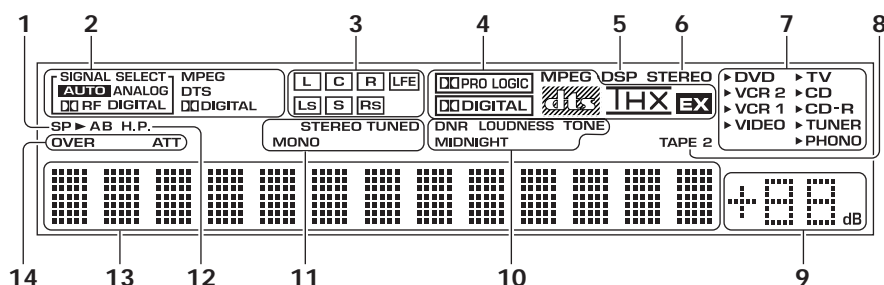 1 2 3 4 5 6 7 8
SIGNAL SELECT
AUTO ANALOG
RF DIGITAL
MPEG
DTS
DIGITAL
L C R LFE
LS S RS
PRO LOGIC
DIGITAL
MPEG DSP STEREO
dts THX EX
DVD TV
VCR 2 CD
VCR 1 CD-R
VIDEO TUNER
PHONO
SP ► AB H.P.
OVER ATT
STEREO TUNED
MONO
DNR LOUDNESS TONE
MIDNIGHT
TAPE 2
+88 dB
14 13 12 11 10 9